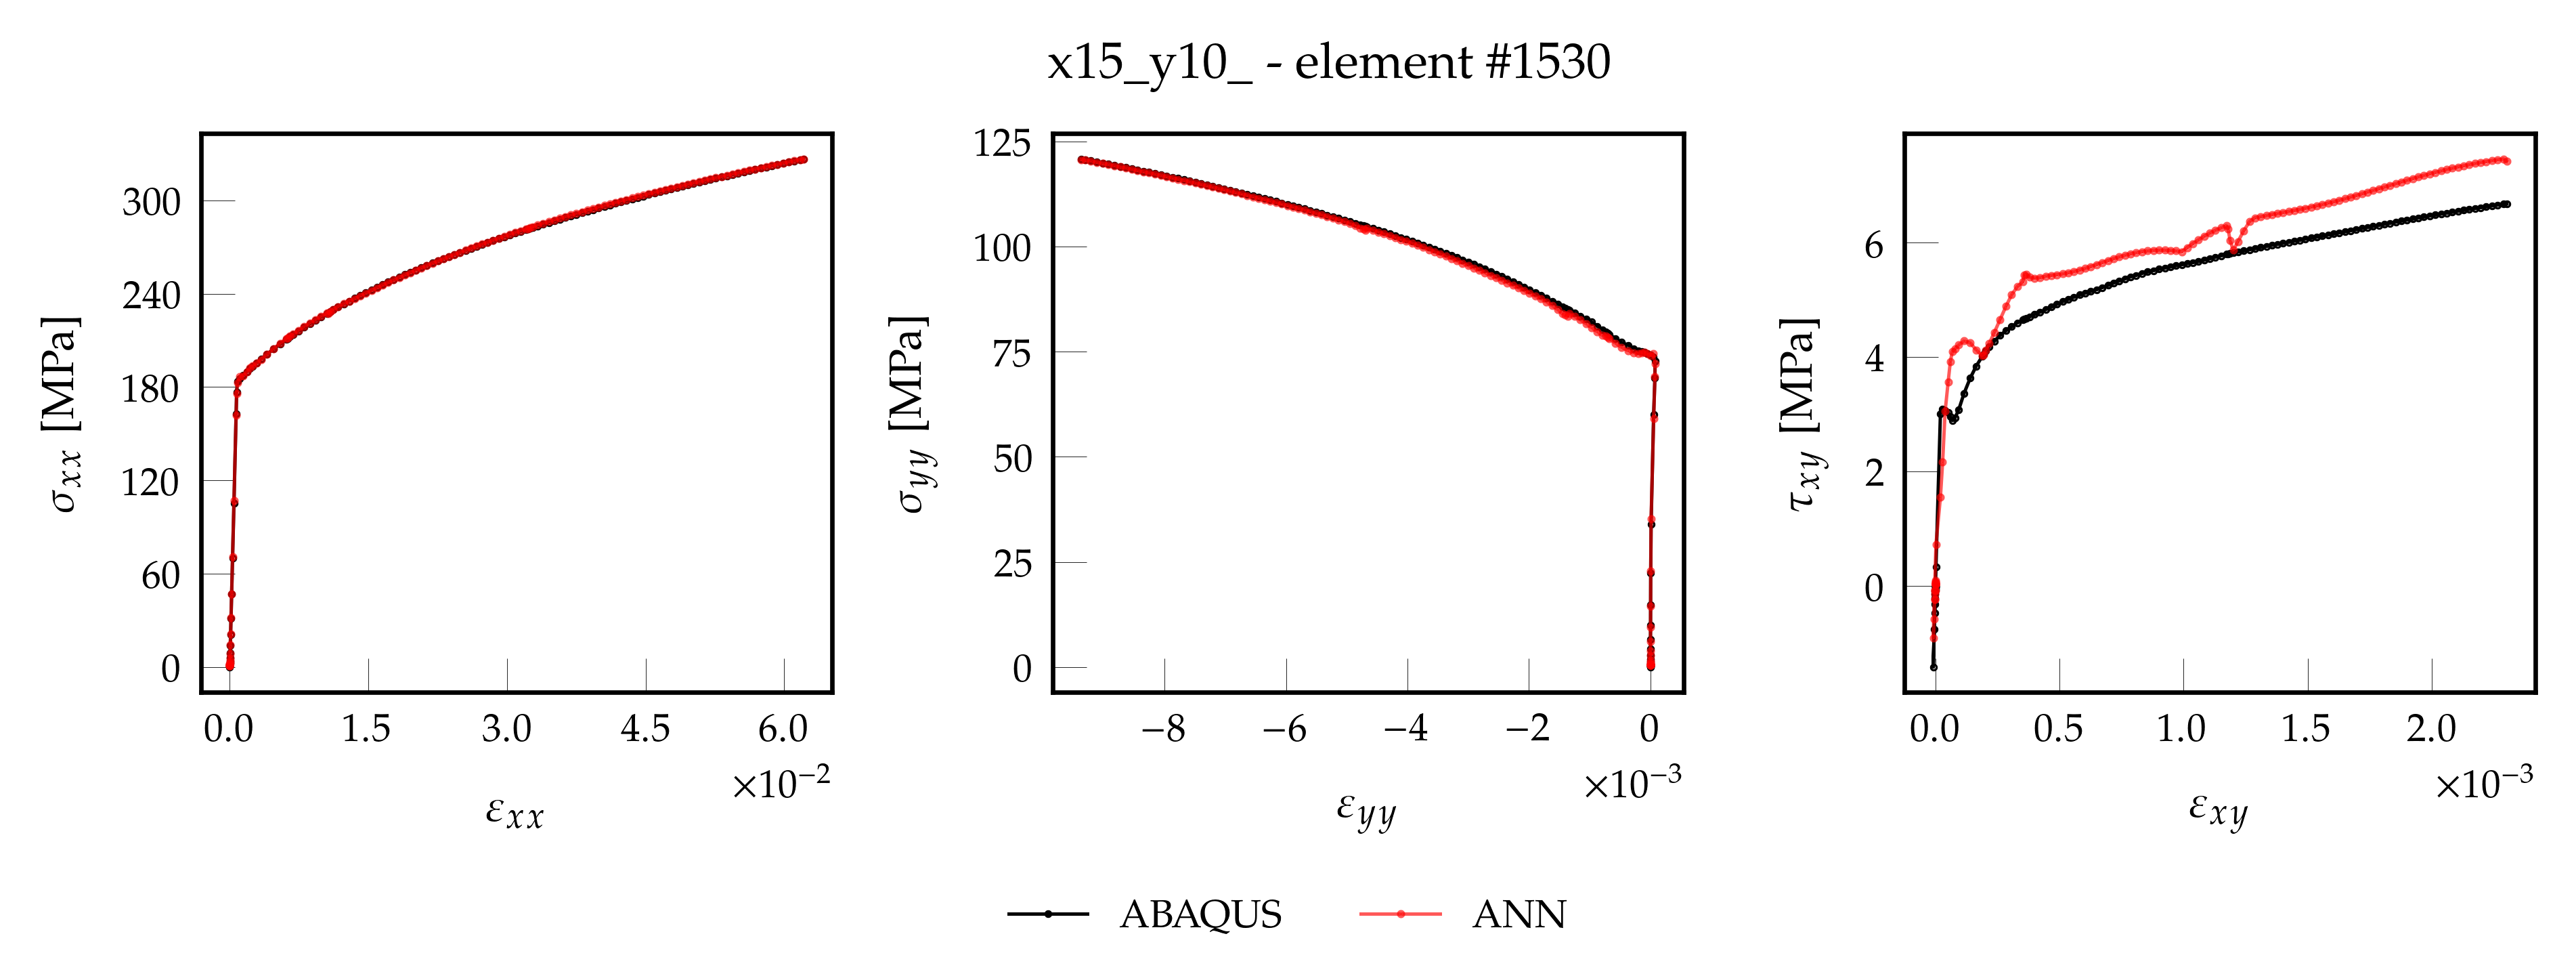 x15_y10_ - element #1530
σxx [MPa]
300
240
180
120
60
0
0.0 1.5 3.0 4.5 6.0
×10−2
εxx
σyy [MPa]
125
100
75
50
25
0
−8 −6 −4 −2 0
×10−3
εyy
τxy [MPa]
6
4
2
0
0.0 0.5 1.0 1.5 2.0
×10−3
εxy
ABAQUS ANN